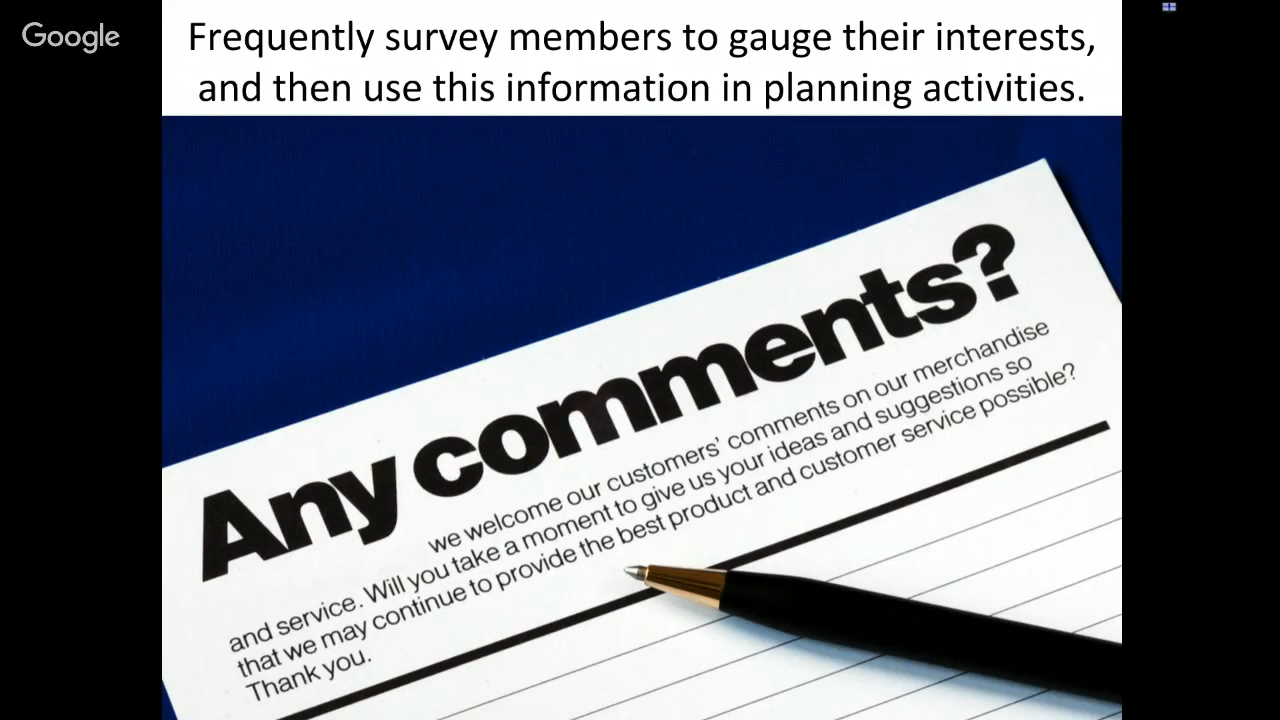 Google
Frequently survey members to gauge their interests,
and then use this information in planning activities.
Any comments?
we welcome our customers' comments on our merchandise
and service. Will you take a moment to give us your ideas and suggestions so
that we may continue to provide the best product and customer service possible?
Thank you.